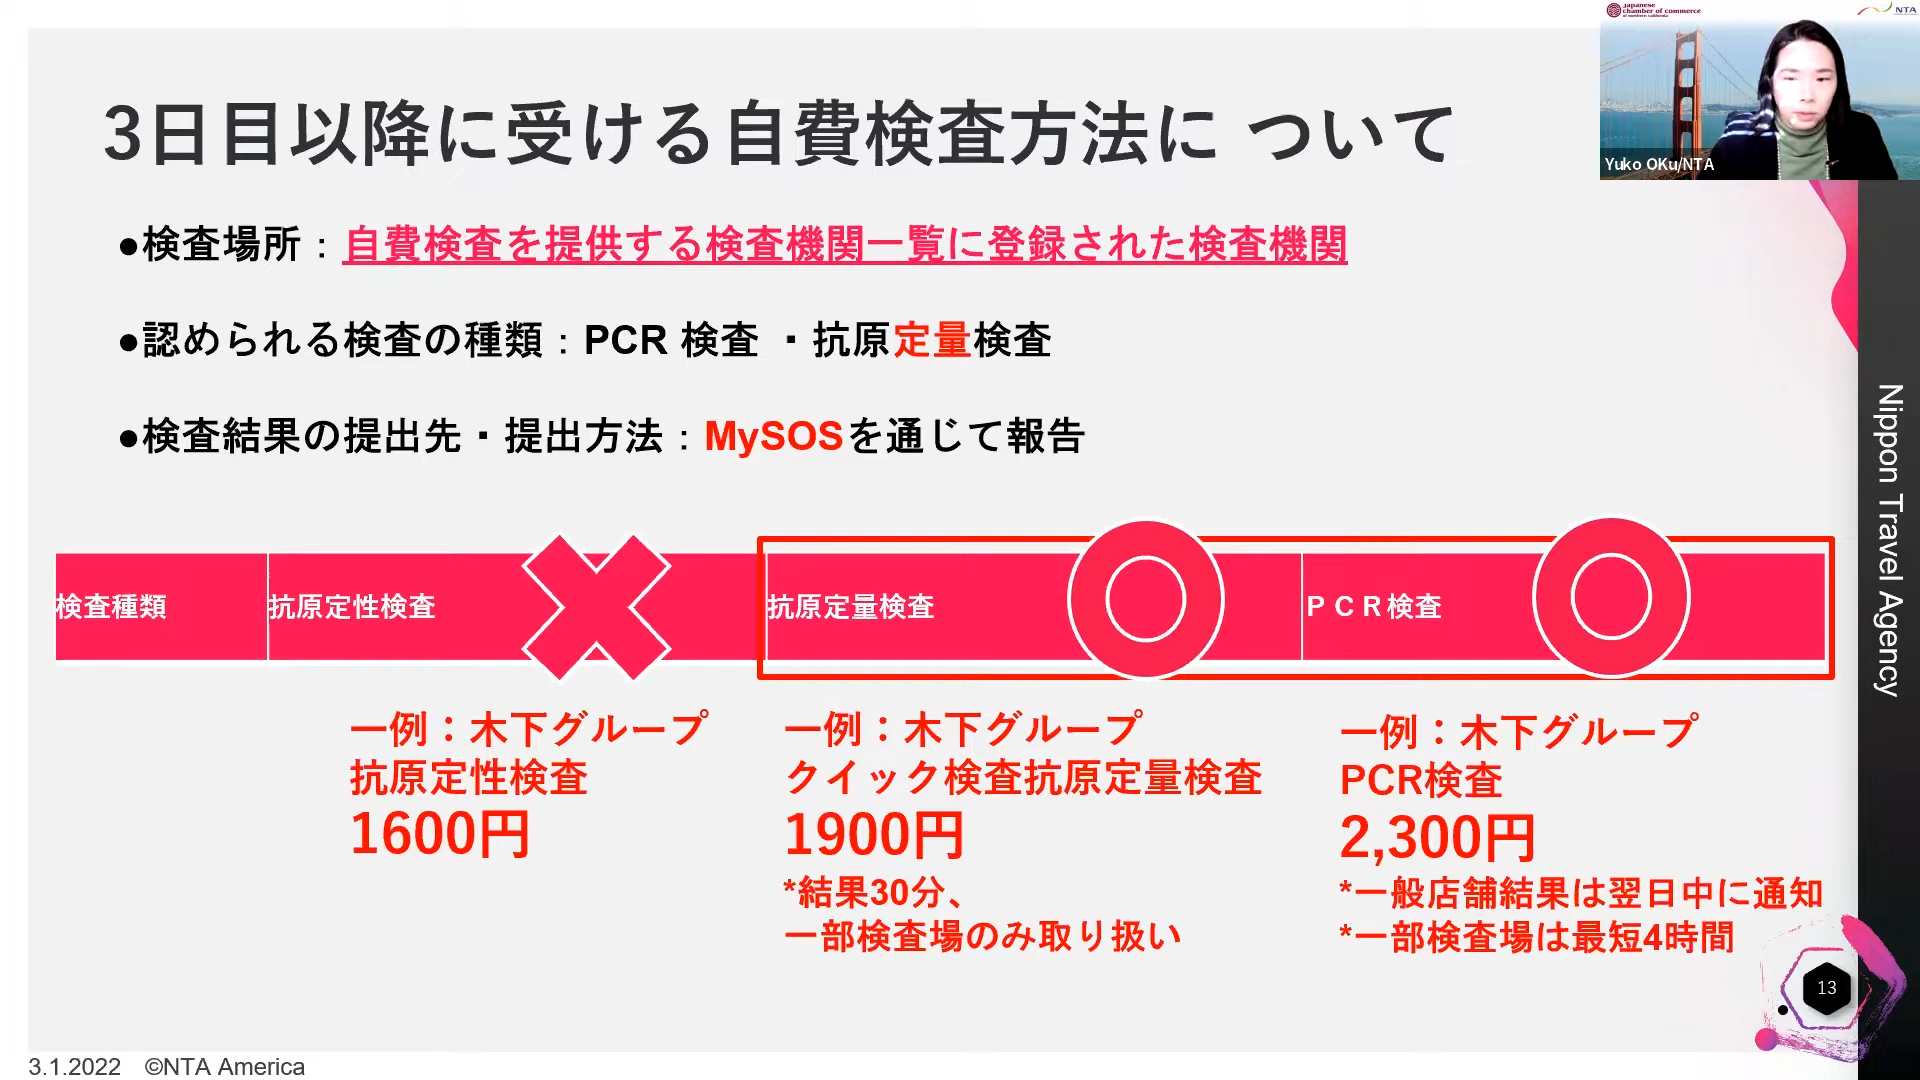 japanese
chamber of commerce
of northern california
NTA
Yuko OKu/NTA
3日目以降に受ける自費検査方法に ついて
●検査場所：自費検査を提供する検査機関一覧に登録された検査機関
●認められる検査の種類：PCR 検査 ・抗原定量検査
●検査結果の提出先・提出方法：MySOSを通じて報告
検査種類
抗原定性検査
抗原定量検査
ＰＣＲ検査
一例：木下グループ
抗原定性検査
1600円
一例：木下グループ
クイック検査抗原定量検査
1900円
*結果30分、
一部検査場のみ取り扱い
一例：木下グループ
PCR検査
2,300円
*一般店舗結果は翌日中に通知
*一部検査場は最短4時間
Nippon Travel Agency
13
3.1.2022 ©NTA America